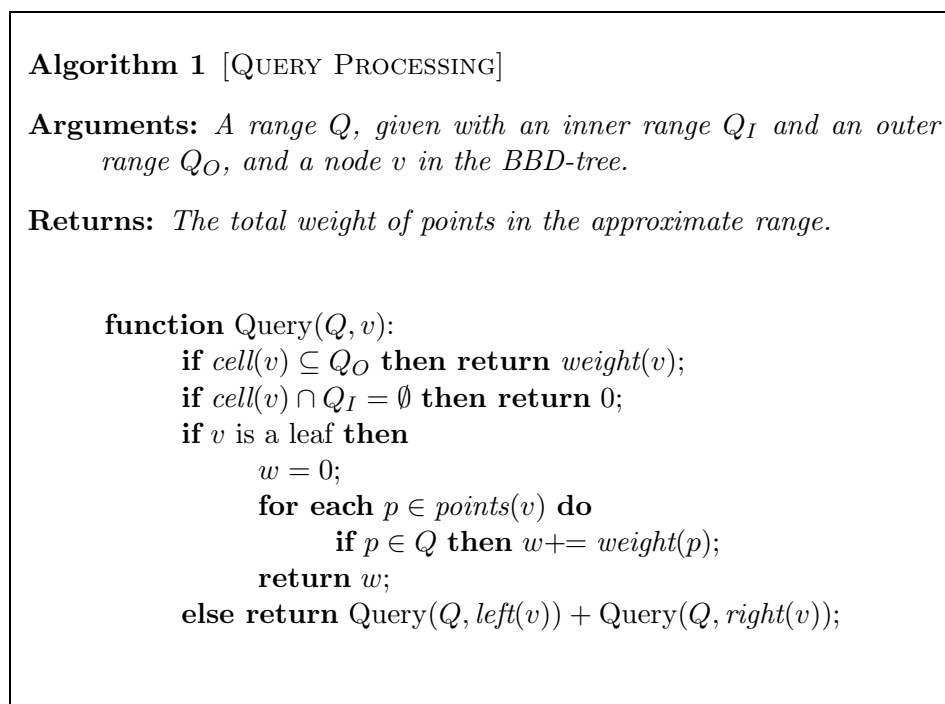 Algorithm 1 [QUERY PROCESSING]
Arguments: A range Q, given with an inner range Q_I and an outer
range Q_O, and a node v in the BBD-tree.
Returns: The total weight of points in the approximate range.
function Query(Q, v):
if cell(v) ⊆ Q_O then return weight(v);
if cell(v) ∩ Q_I = ∅ then return 0;
if v is a leaf then
w = 0;
for each p ∈ points(v) do
if p ∈ Q then w+= weight(p);
return w;
else return Query(Q, left(v)) + Query(Q, right(v));